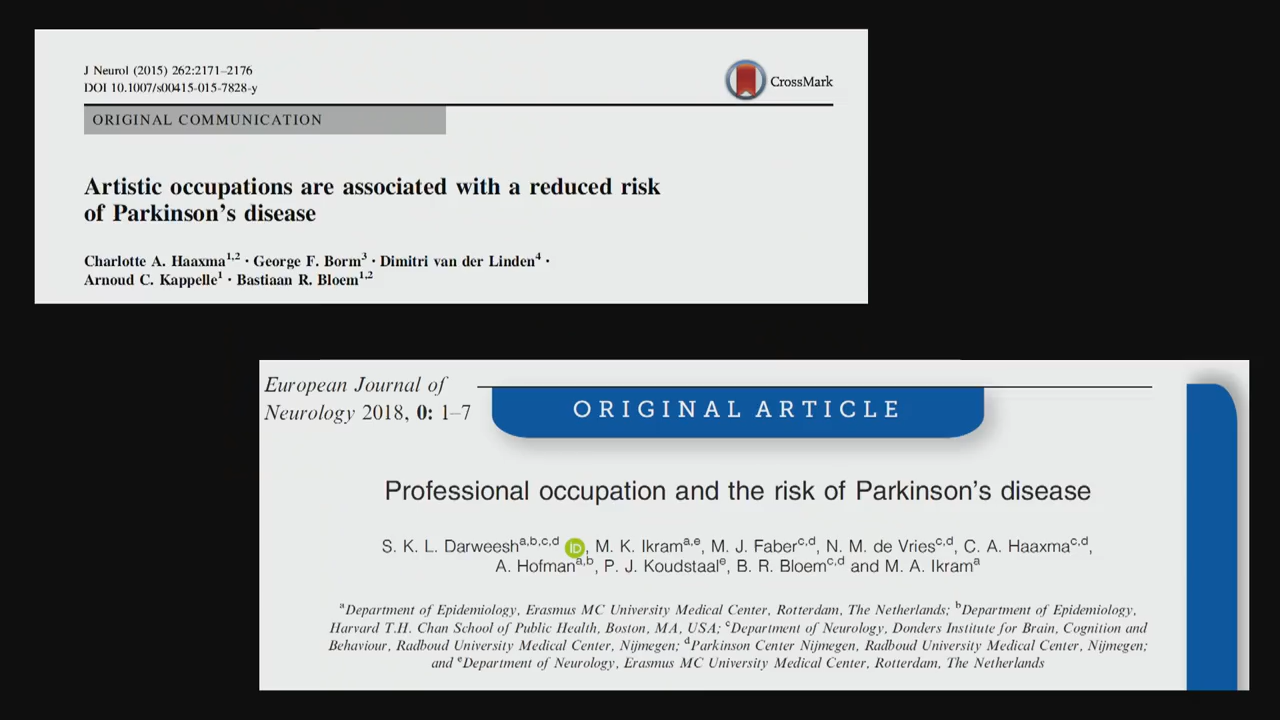 J Neurol (2015) 262:2171–2176
DOI 10.1007/s00415-015-7828-y
CrossMark
ORIGINAL COMMUNICATION
Artistic occupations are associated with a reduced risk
of Parkinson's disease
Charlotte A. Haaxma1,2 · George F. Borm3 · Dimitri van der Linden4 ·
Arnoud C. Kappelle1 · Bastiaan R. Bloem1,2
European Journal of
Neurology 2018, 0: 1–7
ORIGINAL ARTICLE
Professional occupation and the risk of Parkinson's disease
S. K. L. Darweesha,b,c,d iD, M. K. Ikrama,e, M. J. Faberc,d, N. M. de Vriesc,d, C. A. Haaxmac,d,
A. Hofmana,b, P. J. Koudstaale, B. R. Bloemc,d and M. A. Ikrama
aDepartment of Epidemiology, Erasmus MC University Medical Center, Rotterdam, The Netherlands; bDepartment of Epidemiology,
Harvard T.H. Chan School of Public Health, Boston, MA, USA; cDepartment of Neurology, Donders Institute for Brain, Cognition and
Behaviour, Radboud University Medical Center, Nijmegen; dParkinson Center Nijmegen, Radboud University Medical Center, Nijmegen;
and eDepartment of Neurology, Erasmus MC University Medical Center, Rotterdam, The Netherlands